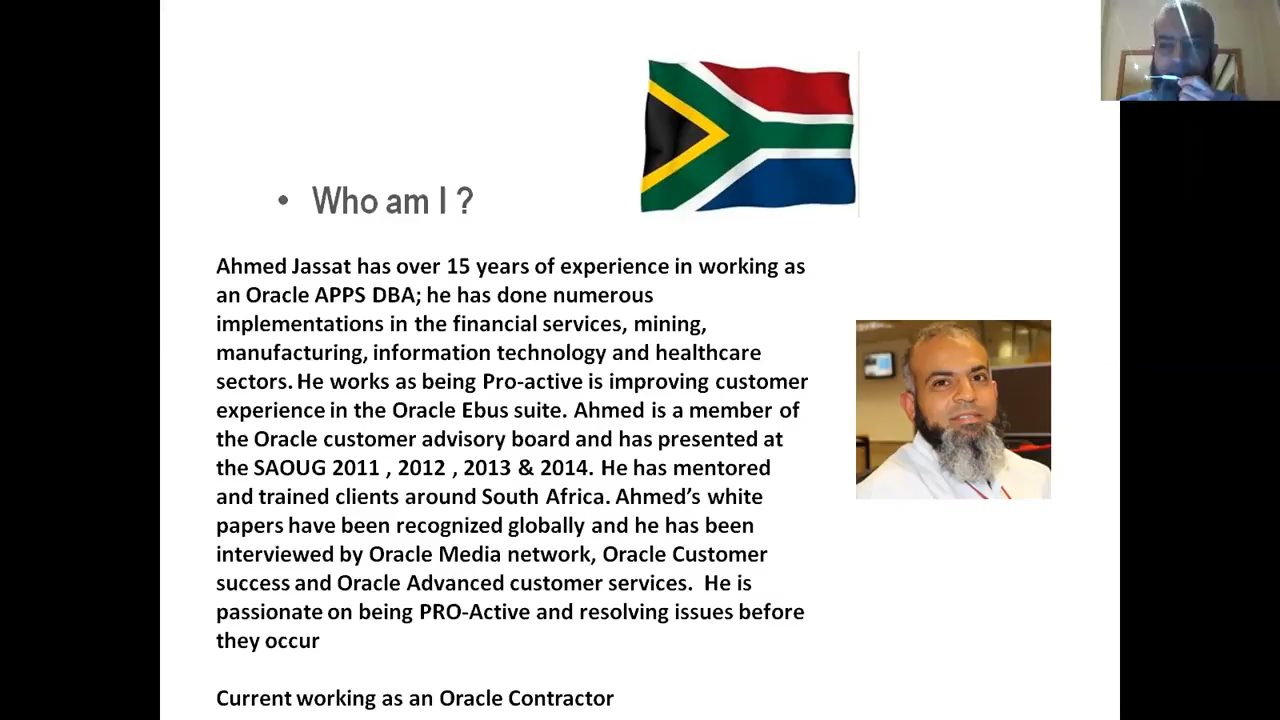 • Who am I ?
Ahmed Jassat has over 15 years of experience in working as
an Oracle APPS DBA; he has done numerous
implementations in the financial services, mining,
manufacturing, information technology and healthcare
sectors. He works as being Pro-active is improving customer
experience in the Oracle Ebus suite. Ahmed is a member of
the Oracle customer advisory board and has presented at
the SAOUG 2011 , 2012 , 2013 & 2014. He has mentored
and trained clients around South Africa. Ahmed’s white
papers have been recognized globally and he has been
interviewed by Oracle Media network, Oracle Customer
success and Oracle Advanced customer services.  He is
passionate on being PRO-Active and resolving issues before
they occur
Current working as an Oracle Contractor